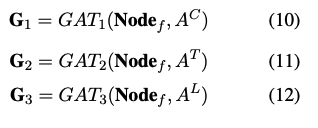 G₁ = GAT₁(Node_f, A^C) (10)
G₂ = GAT₂(Node_f, A^T) (11)
G₃ = GAT₃(Node_f, A^L) (12)